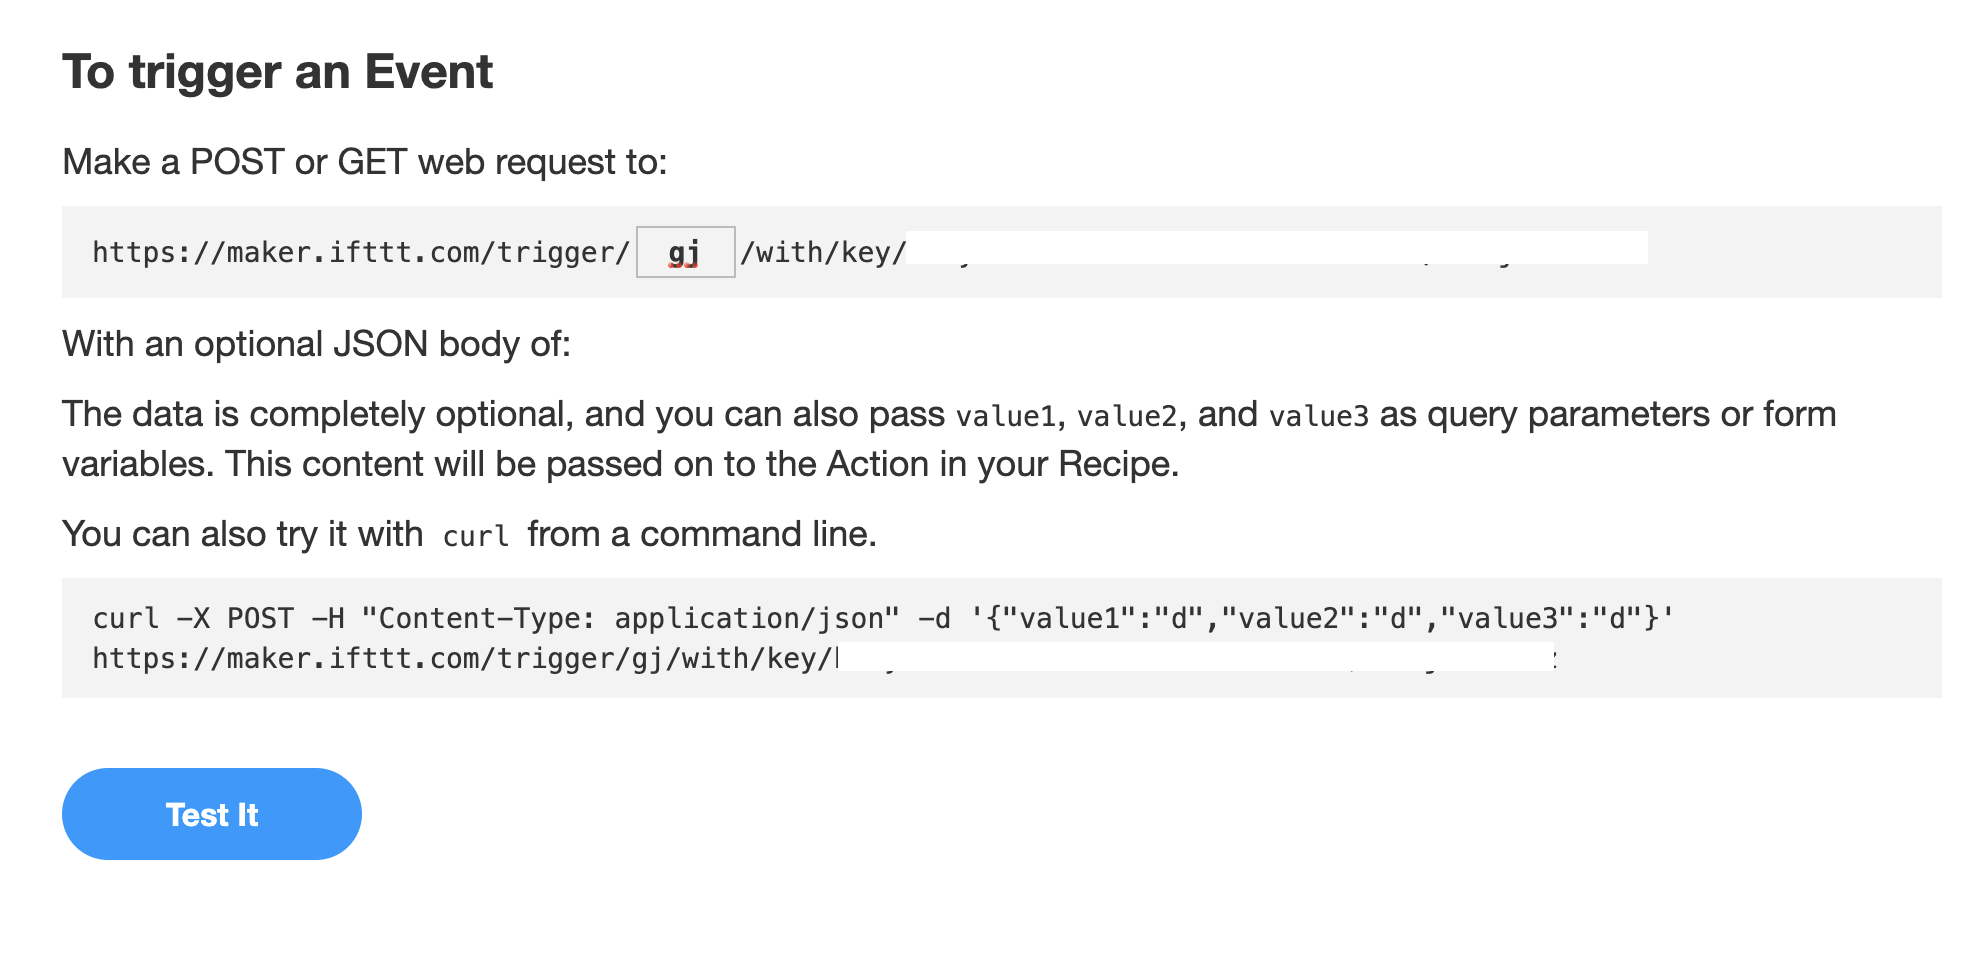 To trigger an Event
Make a POST or GET web request to:
https://maker.ifttt.com/trigger/ gj /with/key/
With an optional JSON body of:
The data is completely optional, and you can also pass value1, value2, and value3 as query parameters or form
variables. This content will be passed on to the Action in your Recipe.
You can also try it with curl from a command line.
curl -X POST -H "Content-Type: application/json" -d '{"value1":"d","value2":"d","value3":"d"}'
https://maker.ifttt.com/trigger/gj/with/key/
Test It